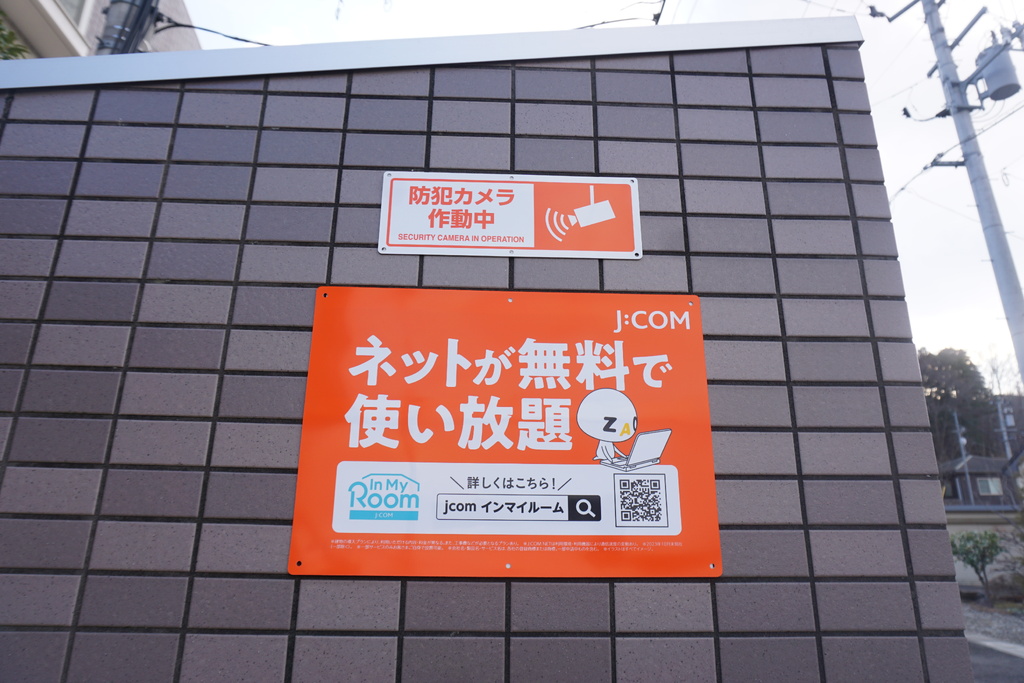 防犯カメラ
作動中
SECURITY CAMERA IN OPERATION
J:COM
ネットが無料で
使い放題
ZA
In My
Room
J:COM
＼詳しくはこちら!／
jcom インマイルーム